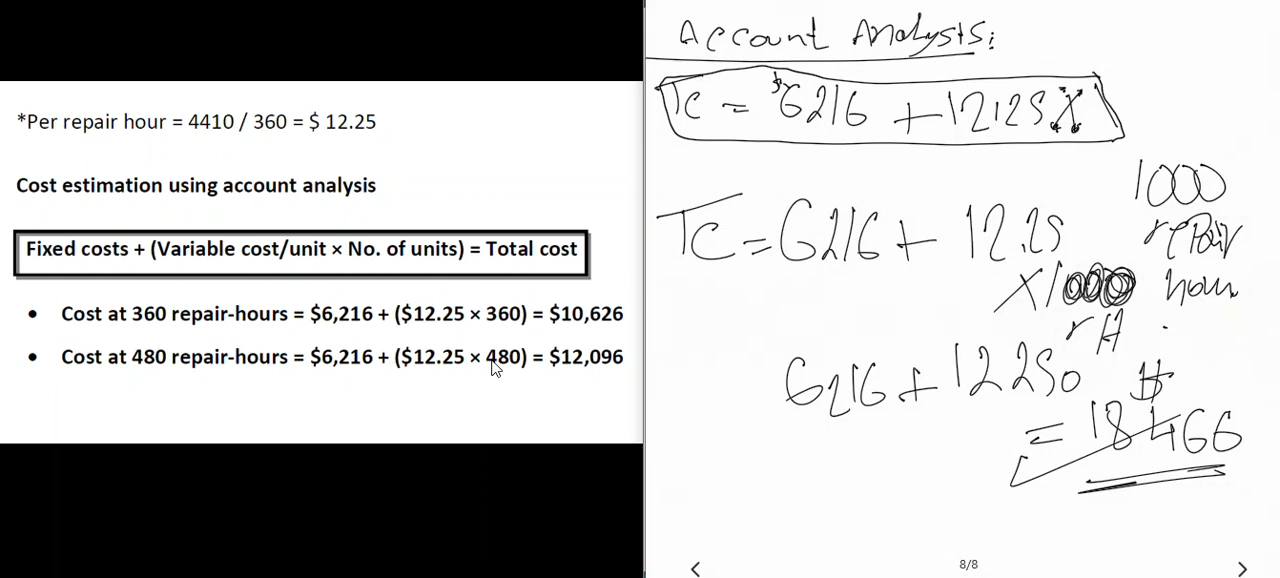 *Per repair hour = 4410 / 360 = $ 12.25
Cost estimation using account analysis
Fixed costs + (Variable cost/unit × No. of units) = Total cost
• Cost at 360 repair-hours = $6,216 + ($12.25 × 360) = $10,626
• Cost at 480 repair-hours = $6,216 + ($12.25 × 480) = $12,096
Account Analysis:
TC = $6216 + 12.25 X
1000
repair
hour
TC = 6216 + 12.25
X 1000
rH
6216 + 12250 $
= 18466
8/8